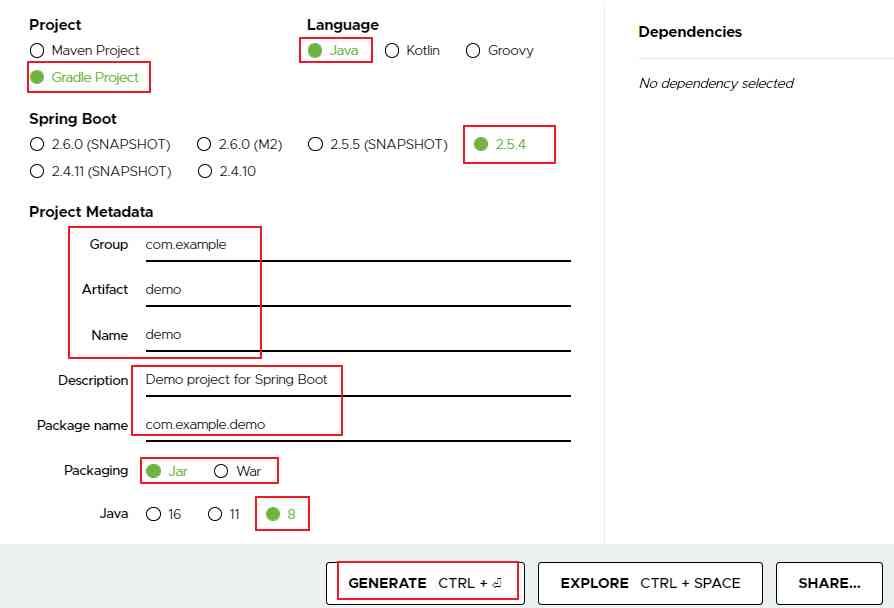 Project
Maven Project
Gradle Project
Language
Java Kotlin Groovy
Spring Boot
2.6.0 (SNAPSHOT) 2.6.0 (M2) 2.5.5 (SNAPSHOT) 2.5.4
2.4.11 (SNAPSHOT) 2.4.10
Project Metadata
Group com.example
Artifact demo
Name demo
Description Demo project for Spring Boot
Package name com.example.demo
Packaging Jar War
Java 16 11 8
Dependencies
No dependency selected
GENERATE CTRL + ⏎ EXPLORE CTRL + SPACE SHARE...